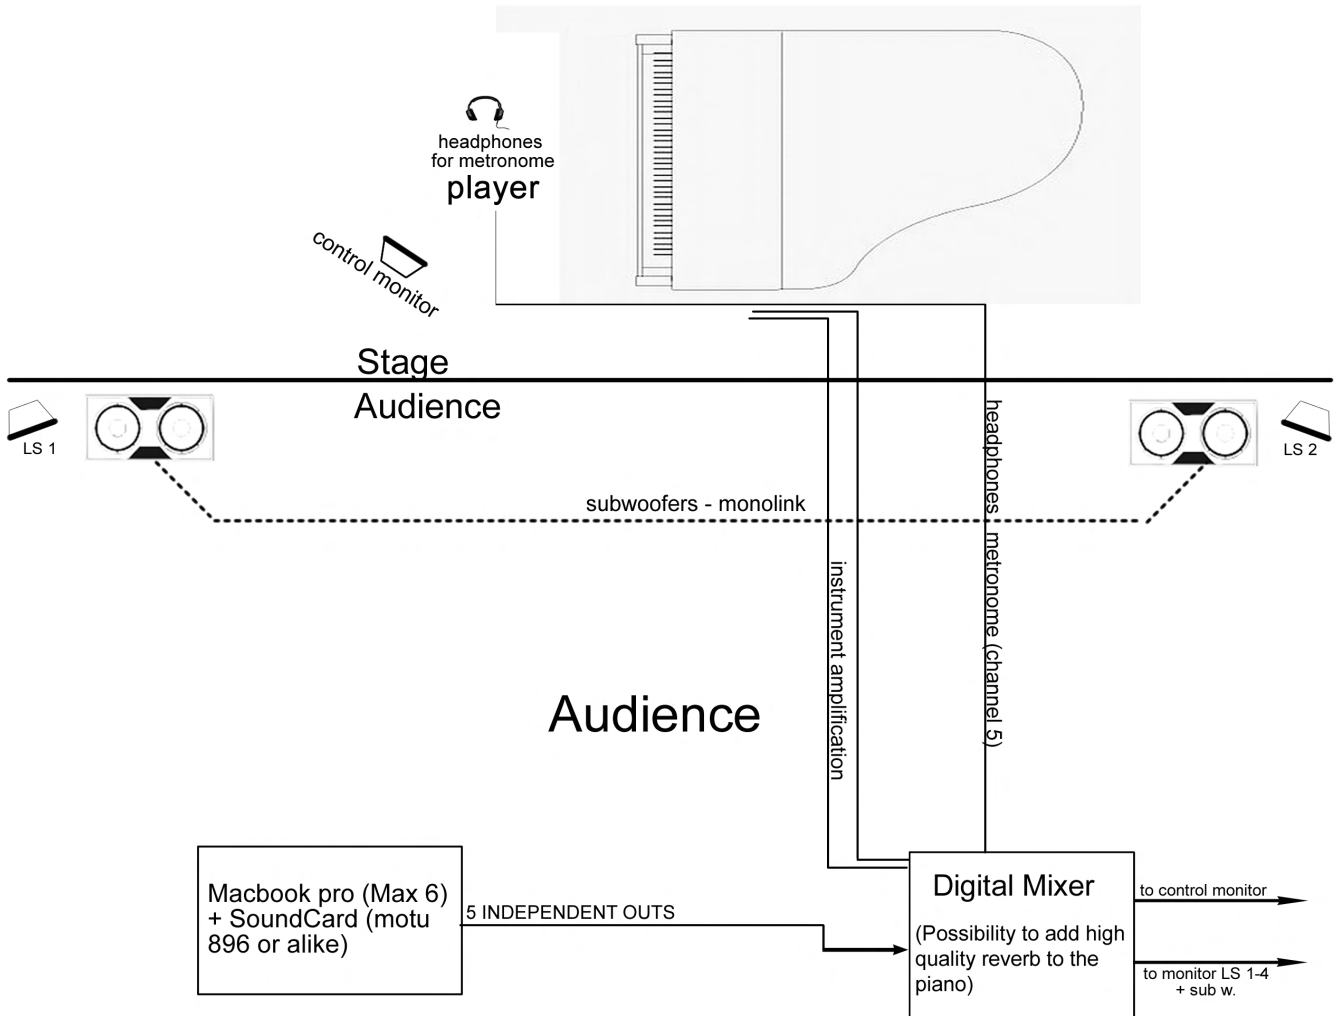 headphones
for metronome
player
control monitor
Stage
Audience
LS 1
LS 2
subwoofers - monolink
headphones metronome (channel 5)
instrument amplification
Audience
Macbook pro (Max 6)
+ SoundCard (motu
896 or alike)
5 INDEPENDENT OUTS
Digital Mixer
(Possibility to add high
quality reverb to the
piano)
to control monitor
to monitor LS 1-4
+ sub w.